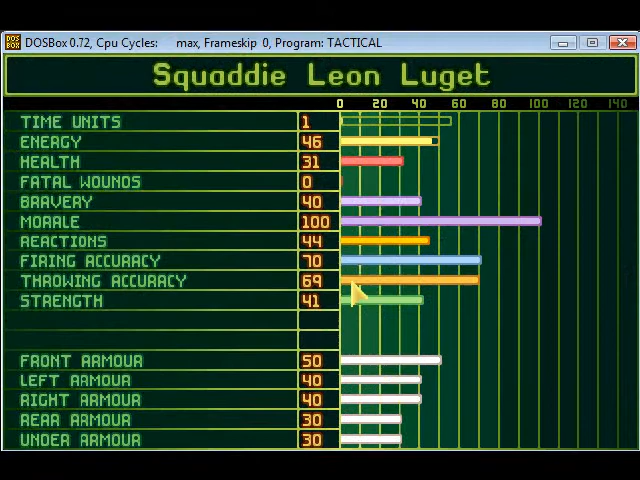 DOS BOX DOSBox 0.72, Cpu Cycles: max, Frameskip 0, Program: TACTICAL
Squaddie Leon Luget
0 20 40 60 80 100 120 140
TIME UNITS 1
ENERGY 46
HEALTH 31
FATAL WOUNDS 0
BRAVERY 40
MORALE 100
REACTIONS 44
FIRING ACCURACY 70
THROWING ACCURACY 69
STRENGTH 41
FRONT ARMOUR 50
LEFT ARMOUR 40
RIGHT ARMOUR 40
REAR ARMOUR 30
UNDER ARMOUR 30